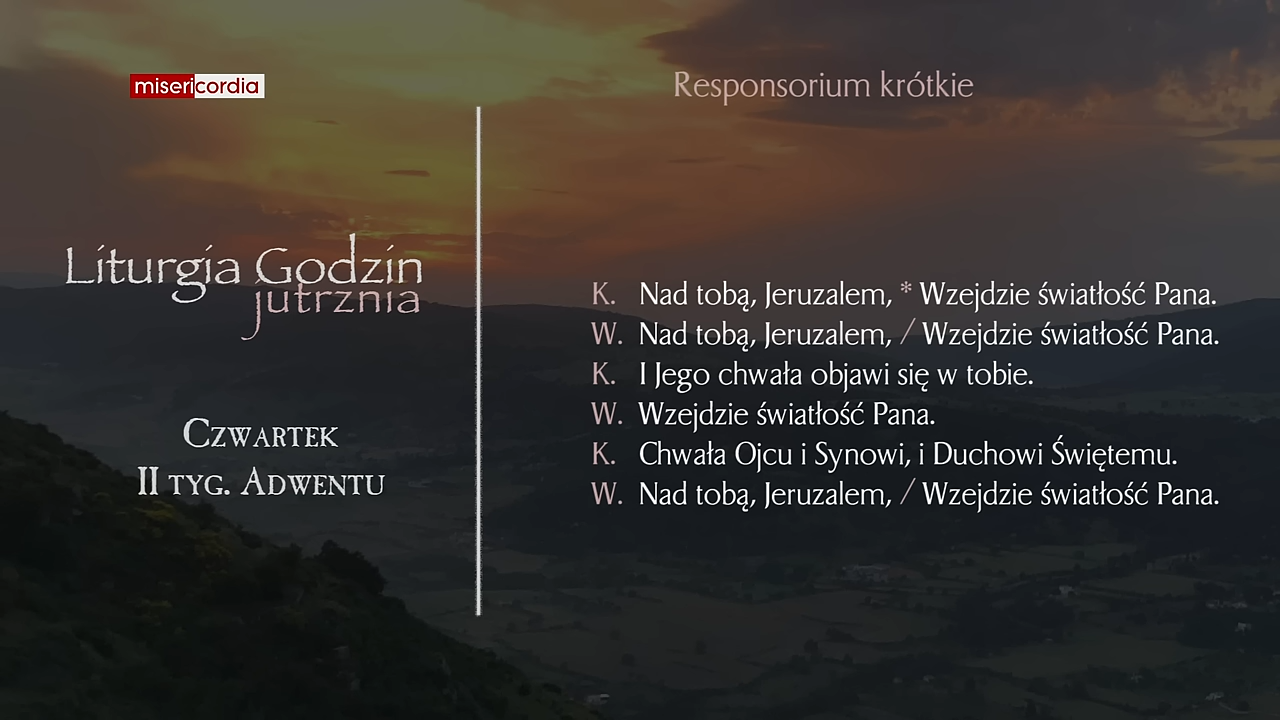 misericordia
Liturgia Godzin
jutrznia
Czwartek
II tyg. Adwentu
Responsorium krótkie
K. Nad tobą, Jeruzalem, * Wzejdzie światłość Pana.
W. Nad tobą, Jeruzalem, / Wzejdzie światłość Pana.
K. I Jego chwała objawi się w tobie.
W. Wzejdzie światłość Pana.
K. Chwała Ojcu i Synowi, i Duchowi Świętemu.
W. Nad tobą, Jeruzalem, / Wzejdzie światłość Pana.